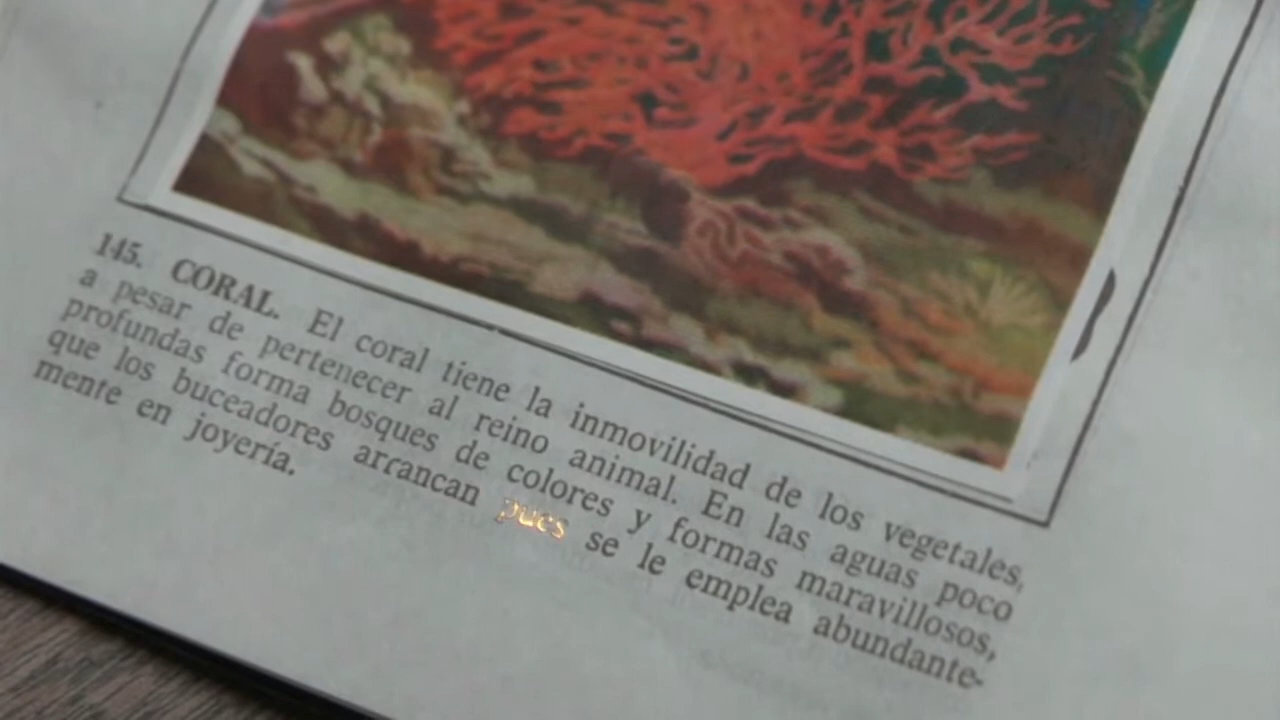 145. CORAL. El coral tiene la inmovilidad de los vegetales,
a pesar de pertenecer al reino animal. En las aguas poco
profundas forma bosques de colores y formas maravillosos,
que los buceadores arrancan pues se le emplea abundante-
mente en joyería.